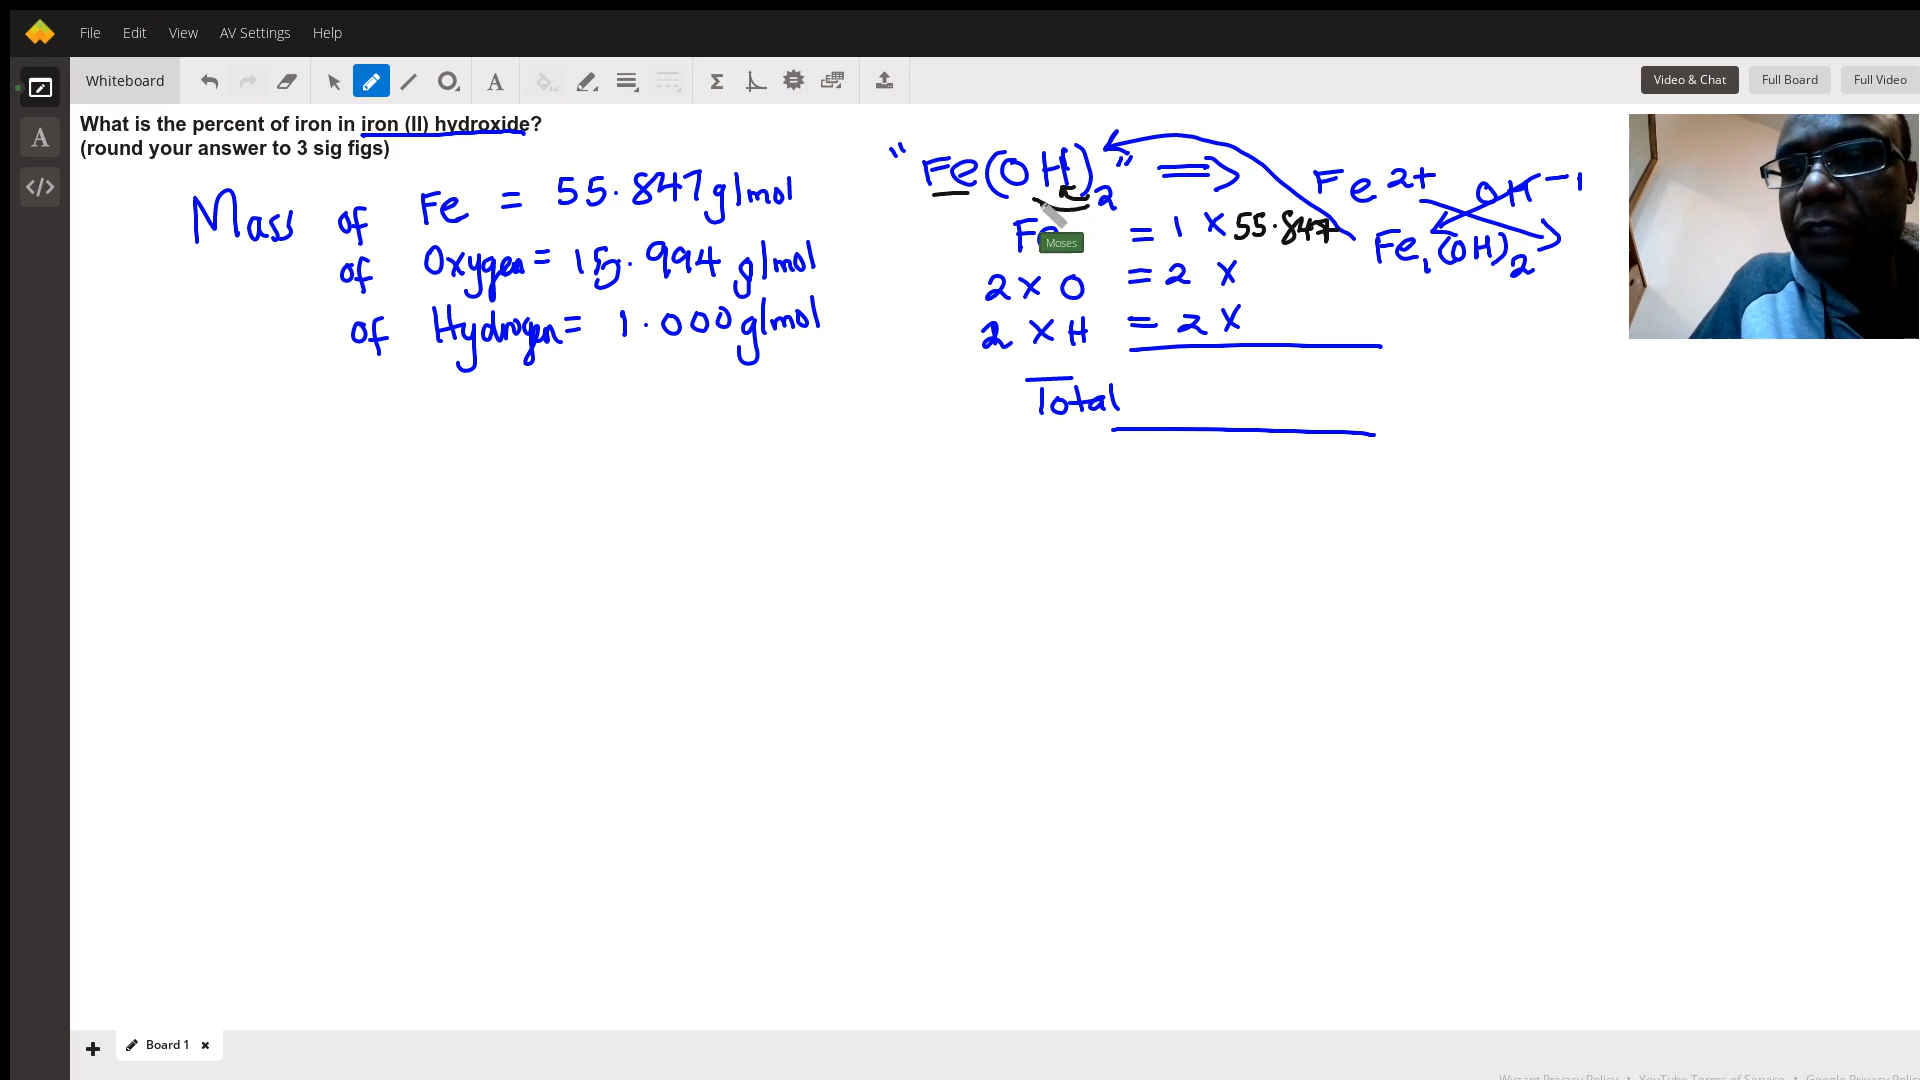 File Edit View AV Settings Help
Whiteboard
Video & Chat Full Board Full Video
What is the percent of iron in iron (II) hydroxide?
(round your answer to 3 sig figs)
Mass of Fe = 55.847 g/mol
of Oxygen = 15.994 g/mol
of Hydrogen = 1.000 g/mol
"Fe(OH)2" ⇒ Fe 2+ OH -1
Fe1(OH)2
Fe = 1 x 55.847
Moses
2 x O = 2 x
2 x H = 2 x
Total
Board 1